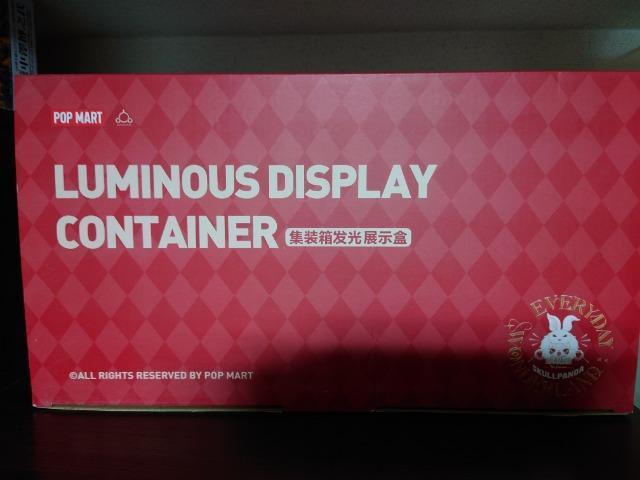 POP MART
LUMINOUS DISPLAY
CONTAINER 集装箱发光展示盒
EVERYDAY
SKULLPANDA
©ALL RIGHTS RESERVED BY POP MART